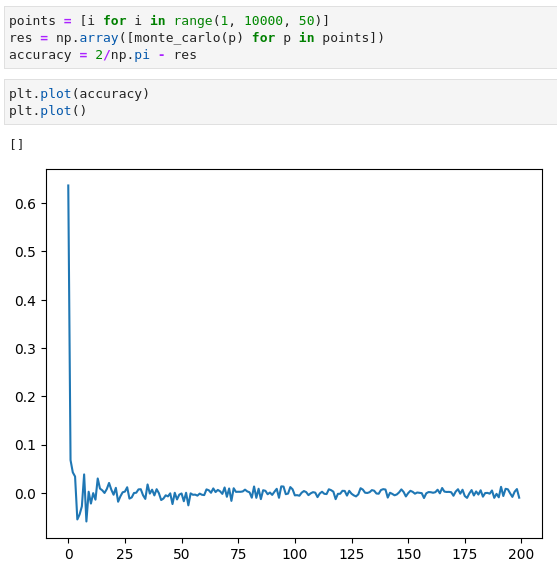 points = [i for i in range(1, 10000, 50)]
res = np.array([monte_carlo(p) for p in points])
accuracy = 2/np.pi - res
plt.plot(accuracy)
plt.plot()
[]
0.6
0.5
0.4
0.3
0.2
0.1
0.0
0 25 50 75 100 125 150 175 200